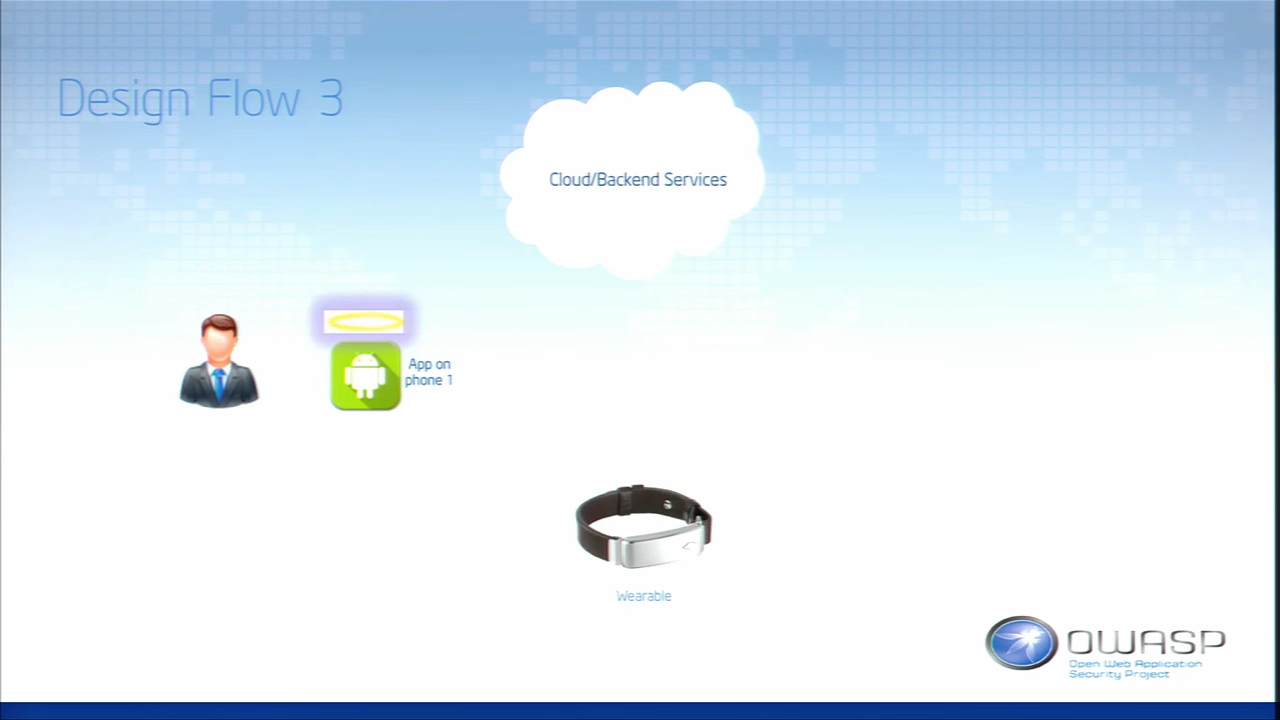 Design Flow 3
Cloud/Backend Services
App on
phone 1
Wearable
OWASP
Open Web Application
Security Project